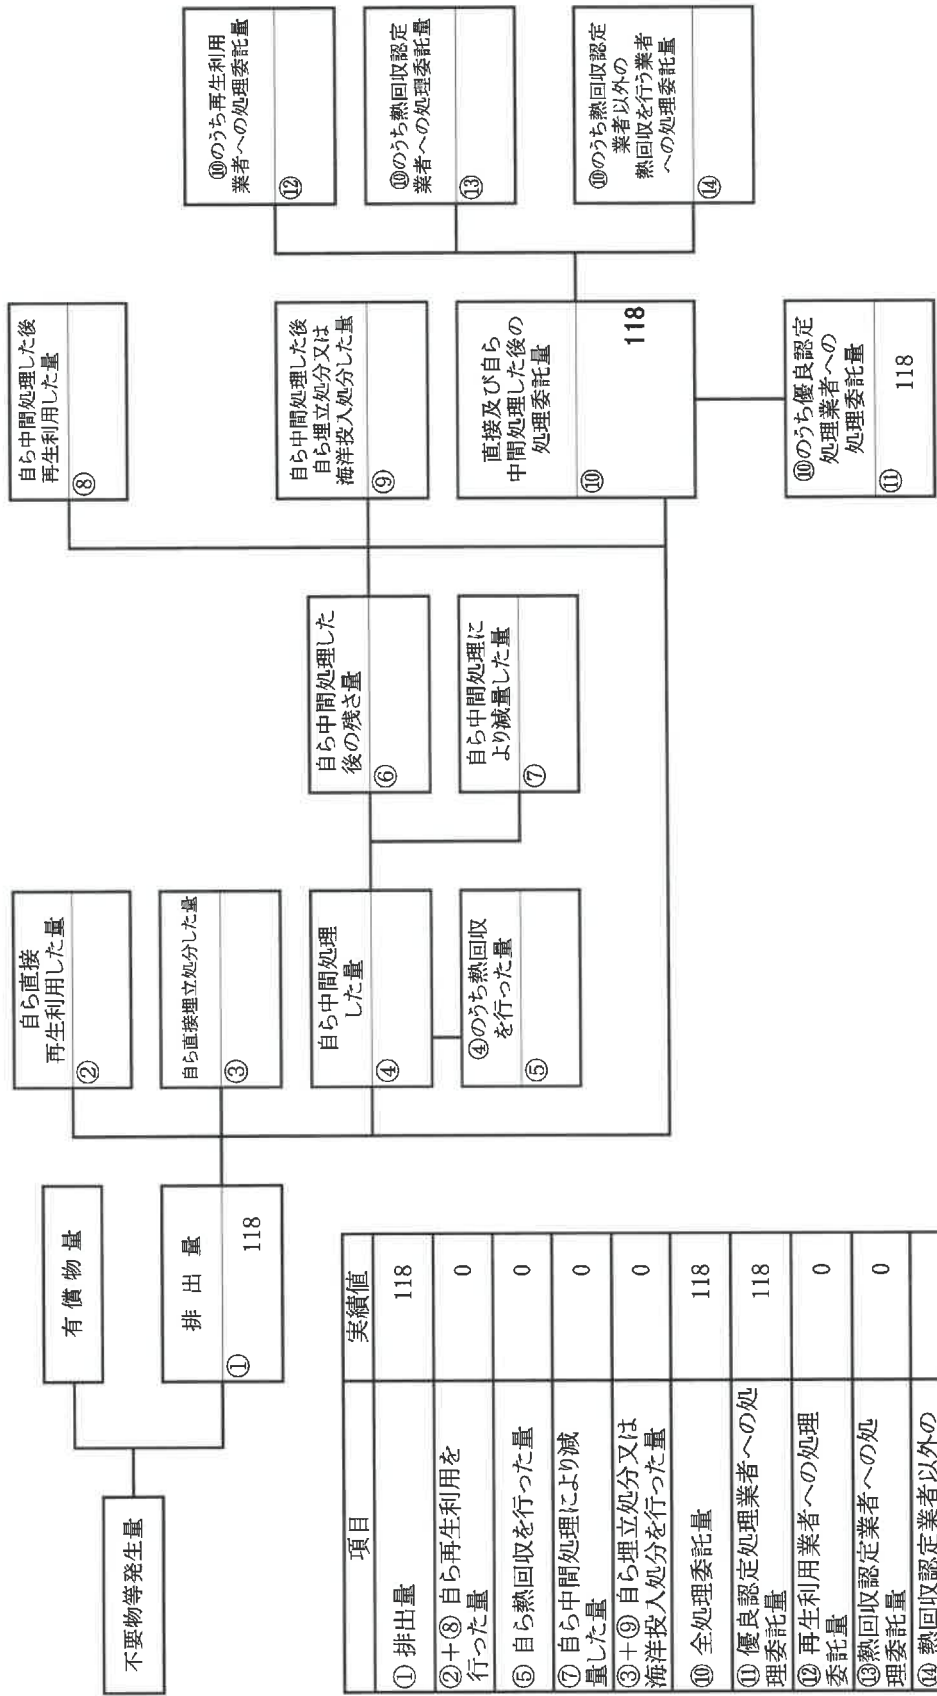 不要物等発生量
有償物量
排出量
①
118
自ら直接
再生利用した量
②
自ら直接埋立処分した量
③
自ら中間処理
した量
④
④のうち熱回収
を行った量
⑤
自ら中間処理した
後の残さ量
⑥
自ら中間処理に
より減量した量
⑦
自ら中間処理した後
再生利用した量
⑧
自ら中間処理した後
自ら埋立処分又は
海洋投入処分した量
⑨
直接及び自ら
中間処理した後の
処理委託量
⑩
118
⑩のうち優良認定
処理業者への
処理委託量
⑪
118
⑩のうち再生利用
業者への処理委託量
⑫
⑩のうち熱回収認定
業者への処理委託量
⑬
⑩のうち熱回収認定
業者以外の
熱回収を行う業者
への処理委託量
⑭
項目 実績値
① 排出量 118
②+⑧ 自ら再生利用を
行った量 0
⑤ 自ら熱回収を行った量 0
⑦ 自ら中間処理により減
量した量 0
③+⑨ 自ら埋立処分又は
海洋投入処分を行った量 0
⑩ 全処理委託量 118
⑪ 優良認定処理業者への処
理委託量 118
⑫ 再生利用業者への処理
委託量 0
⑬熱回収認定業者への処
理委託量 0
⑭ 熱回収認定業者以外の